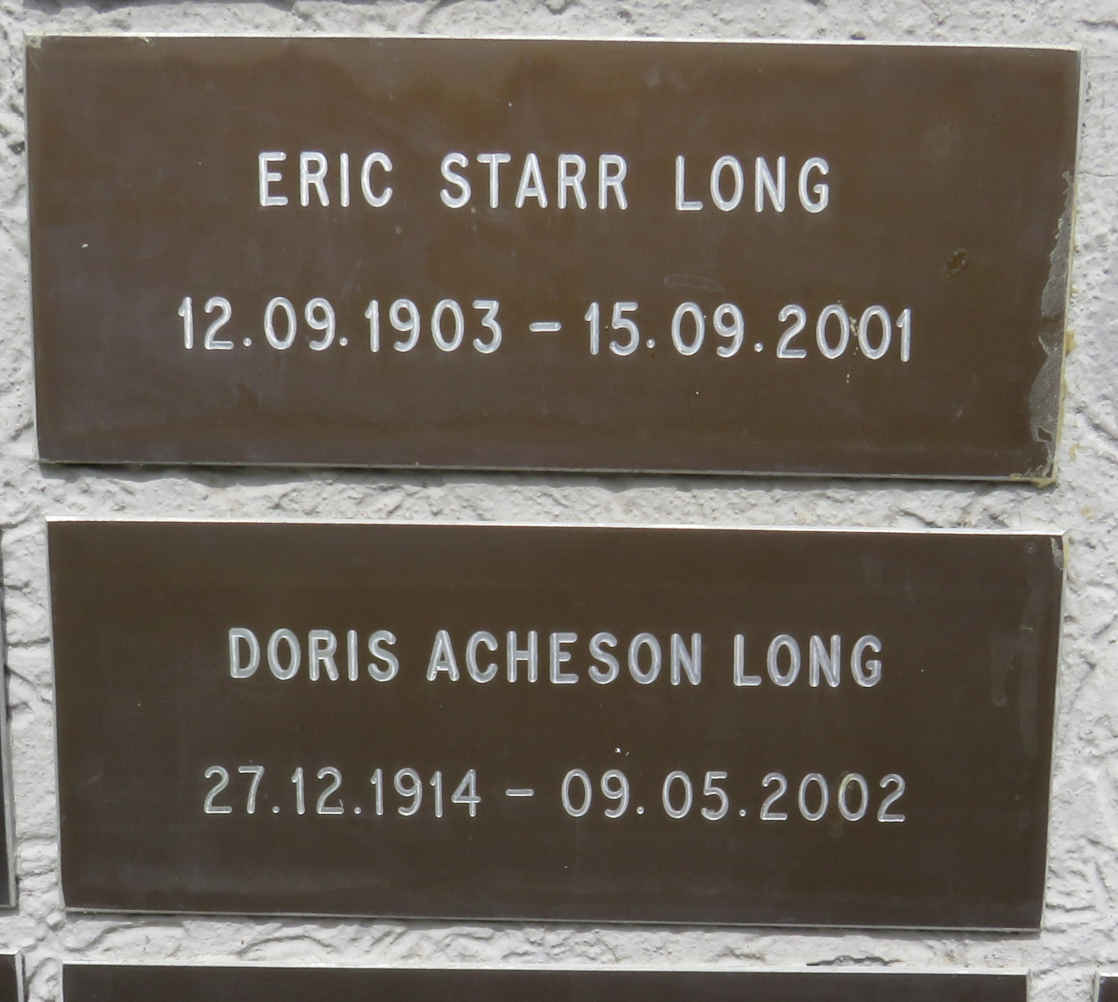 ERIC STARR LONG
12.09.1903 - 15.09.2001
DORIS ACHESON LONG
27.12.1914 - 09.05.2002